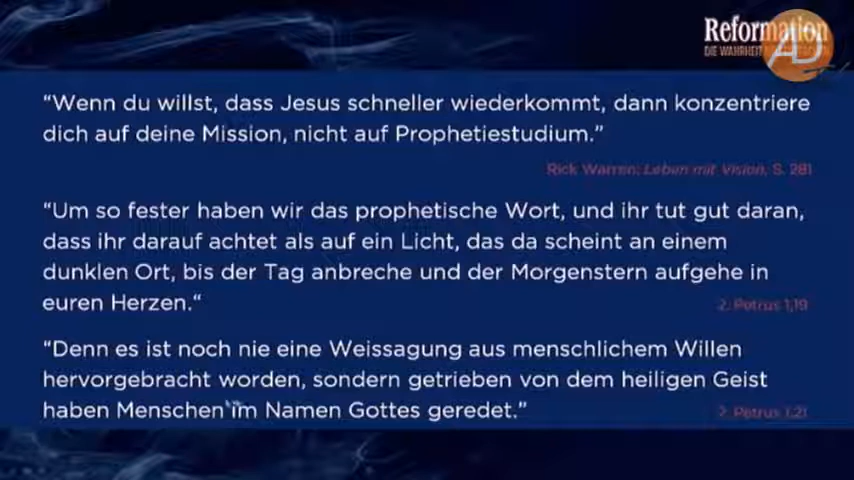 Reformation
DIE WAHRHEIT
“Wenn du willst, dass Jesus schneller wiederkommt, dann konzentriere
dich auf deine Mission, nicht auf Prophetiestudium.”
Rick Warren: Leben mit Vision, S. 281
“Um so fester haben wir das prophetische Wort, und ihr tut gut daran,
dass ihr darauf achtet als auf ein Licht, das da scheint an einem
dunklen Ort, bis der Tag anbreche und der Morgenstern aufgehe in
euren Herzen.“
2. Petrus 1,19
“Denn es ist noch nie eine Weissagung aus menschlichem Willen
hervorgebracht worden, sondern getrieben von dem heiligen Geist
haben Menschen im Namen Gottes geredet.”
2. Petrus 1,21